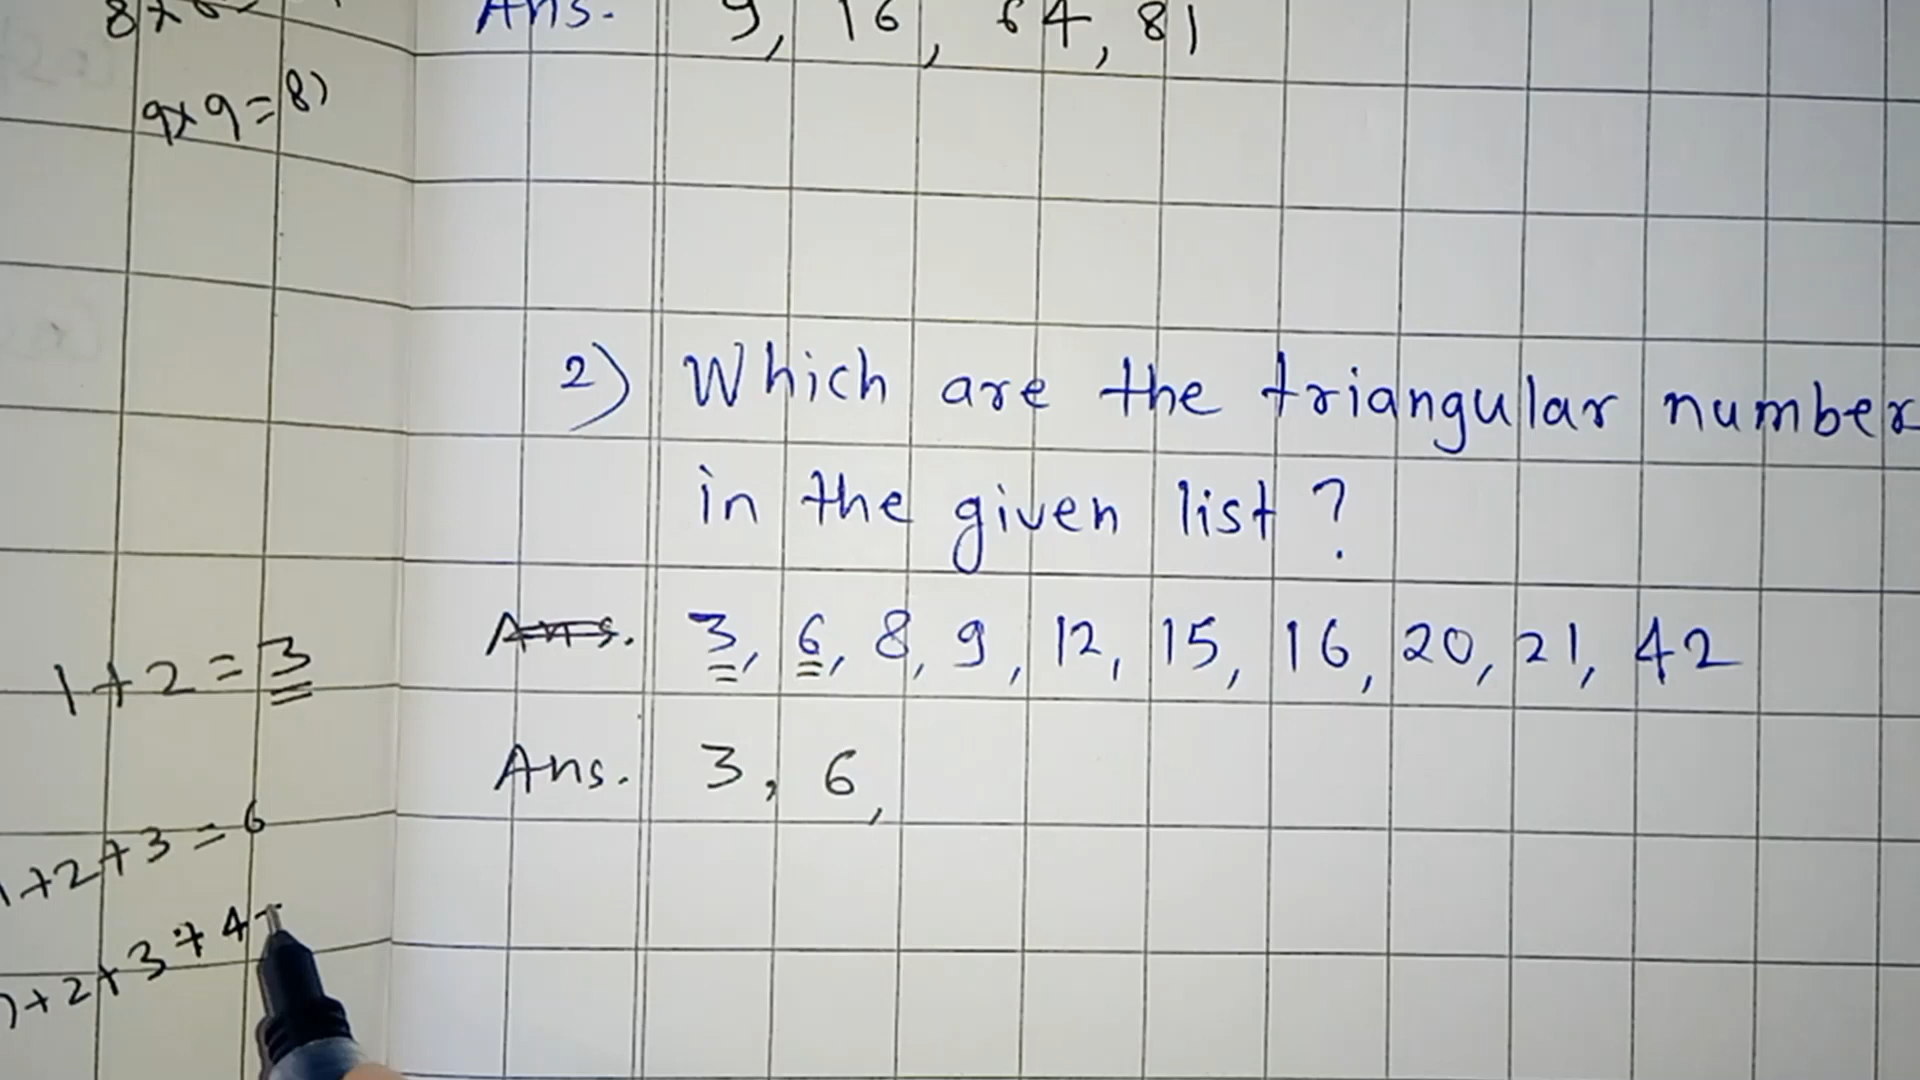 Ans. 9, 16, 64, 81
9×9=81
2) Which are the triangular number
in the given list ?
Ans. 3, 6, 8, 9, 12, 15, 16, 20, 21, 42
1+2=3
Ans. 3, 6,
1+2+3=6
1+2+3+4